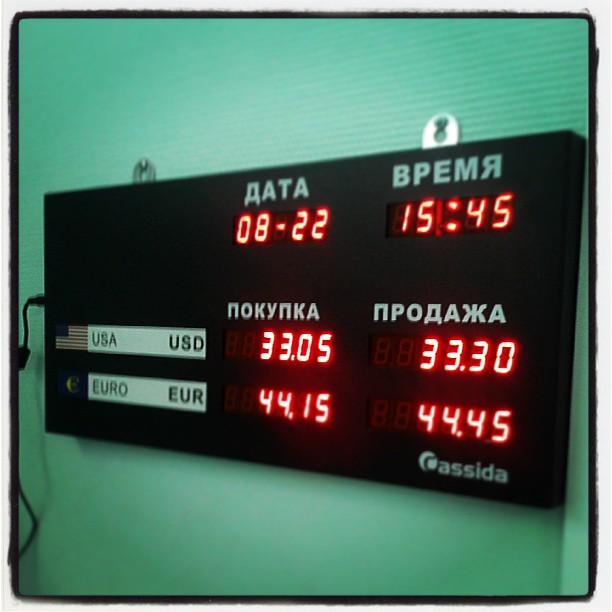 ДАТА ВРЕМЯ
08-22 15:45
ПОКУПКА ПРОДАЖА
USA USD 33.05 33.30
€ EURO EUR 44.15 44.45
Cassida